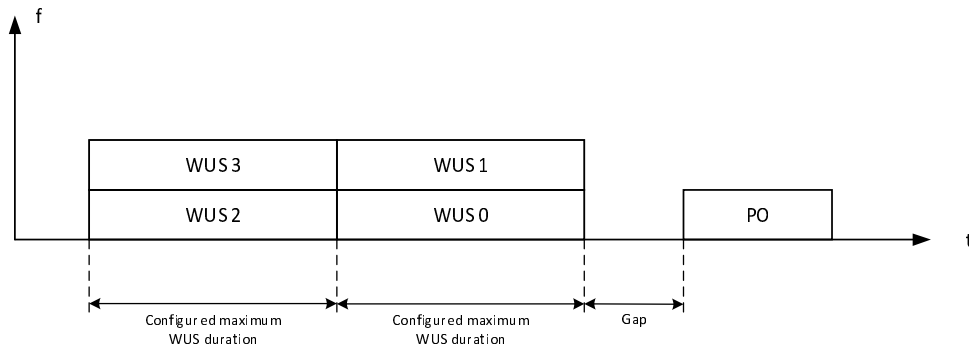 f
WUS 3
WUS 1
WUS 2
WUS 0
PO
t
Configured maximum
WUS duration
Configured maximum
WUS duration
Gap